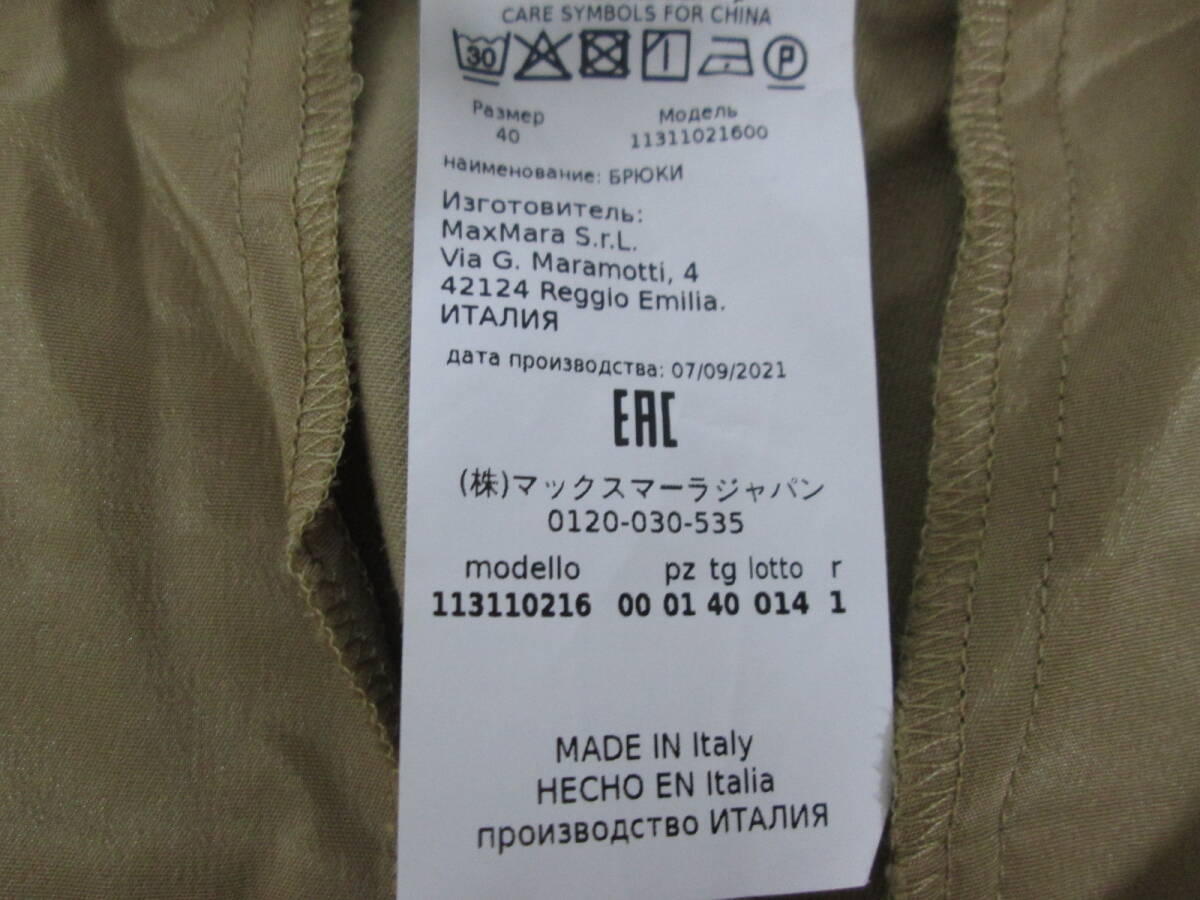 CARE SYMBOLS FOR CHINA
30 P
Размер Модель
40 11311021600
наименование: БРЮКИ
Изготовитель:
MaxMara S.r.L.
Via G. Maramotti, 4
42124 Reggio Emilia.
ИТАЛИЯ
дата производства: 07/09/2021
EAC
(株)マックスマーラジャパン
0120-030-535
modello pz tg lotto r
113110216 00 01 40 014 1
MADE IN Italy
HECHO EN Italia
производство ИТАЛИЯ